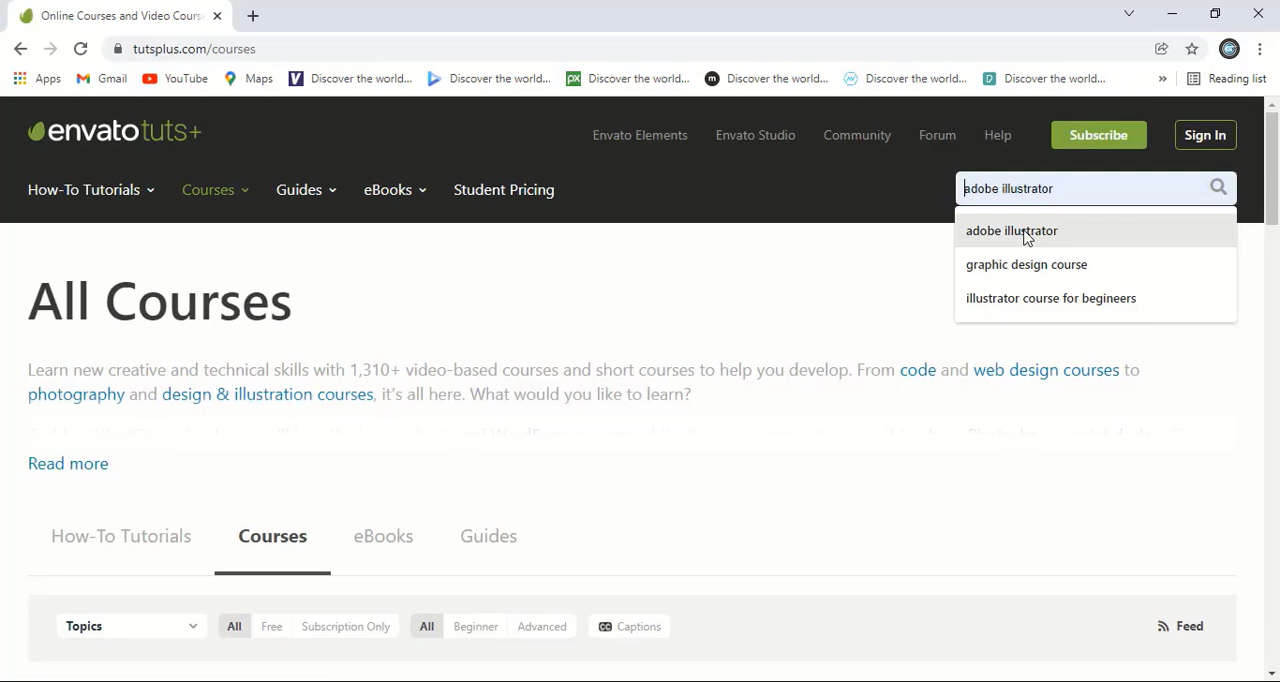 Online Courses and Video Cours
tutsplus.com/courses
Apps Gmail YouTube Maps Discover the world... Discover the world... Discover the world... Discover the world... Discover the world... Discover the world... » Reading list
envato tuts+
Envato Elements Envato Studio Community Forum Help Subscribe Sign In
How-To Tutorials Courses Guides eBooks Student Pricing
adobe illustrator
adobe illustrator
graphic design course
illustrator course for begineers
All Courses
Learn new creative and technical skills with 1,310+ video-based courses and short courses to help you develop. From code and web design courses to
photography and design & illustration courses, it's all here. What would you like to learn?
Read more
How-To Tutorials Courses eBooks Guides
Topics All Free Subscription Only All Beginner Advanced CC Captions Feed